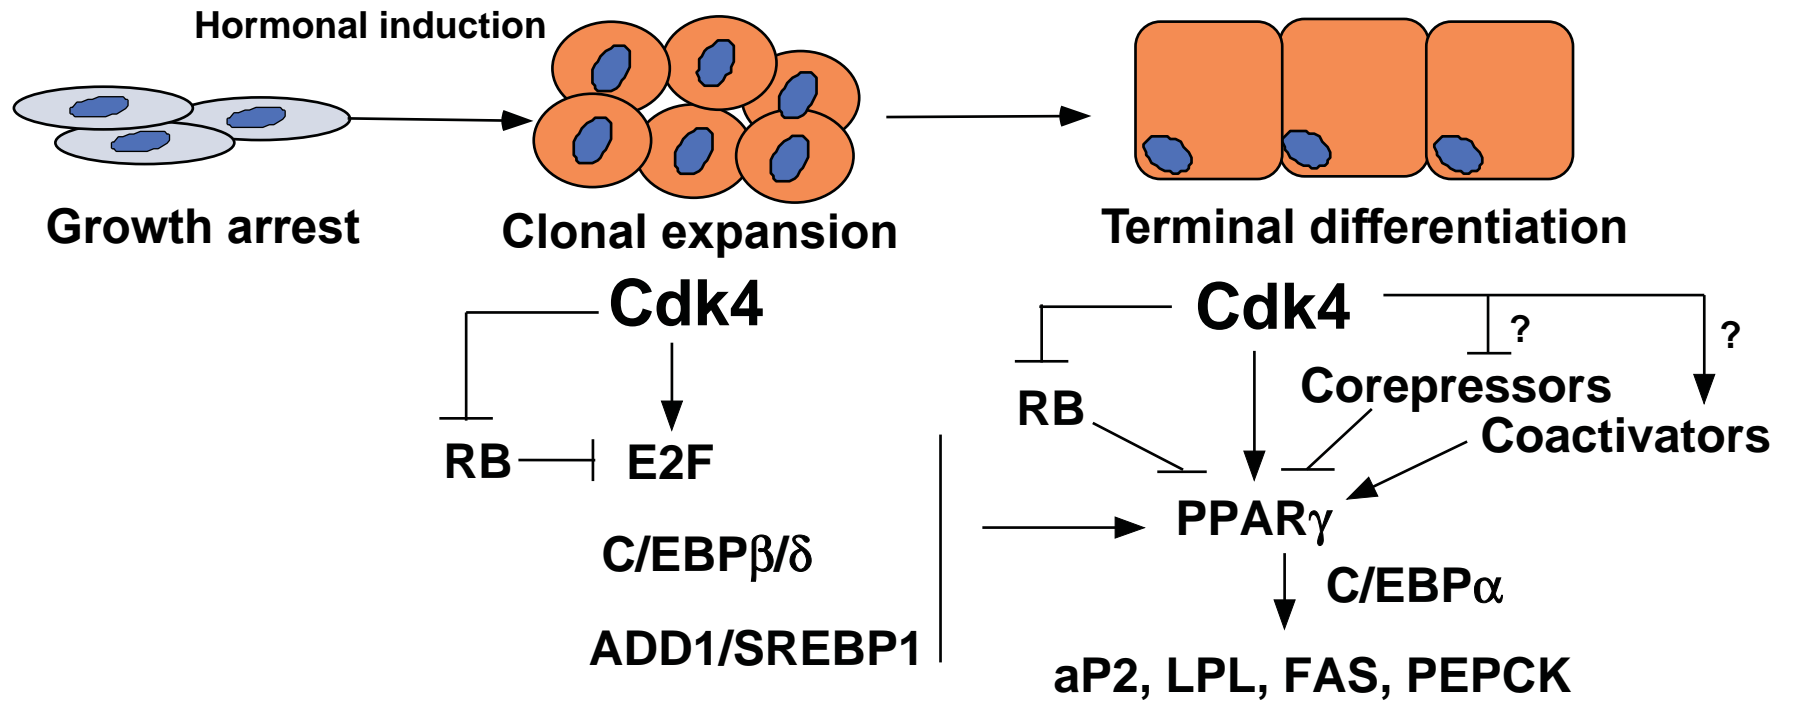 Hormonal induction
Growth arrest
Clonal expansion
Terminal differentiation
Cdk4
RB
E2F
C/EBPβ/δ
ADD1/SREBP1
Cdk4
?
?
RB
Corepressors
Coactivators
PPARγ
C/EBPα
aP2, LPL, FAS, PEPCK